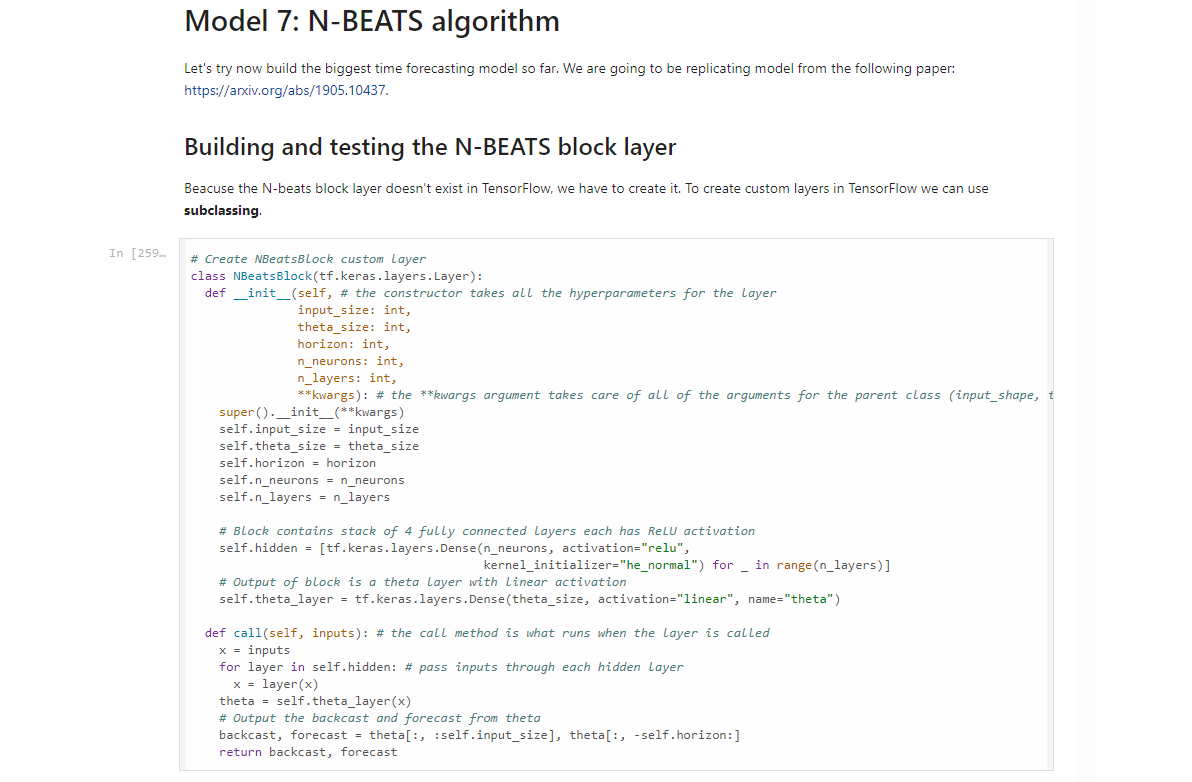 Model 7: N-BEATS algorithm
Let's try now build the biggest time forecasting model so far. We are going to be replicating model from the following paper:
https://arxiv.org/abs/1905.10437.
Building and testing the N-BEATS block layer
Beacuse the N-beats block layer doesn't exist in TensorFlow, we have to create it. To create custom layers in TensorFlow we can use
subclassing.
In [259…
# Create NBeatsBlock custom layer
class NBeatsBlock(tf.keras.layers.Layer):
  def __init__(self, # the constructor takes all the hyperparameters for the layer
               input_size: int,
               theta_size: int,
               horizon: int,
               n_neurons: int,
               n_layers: int,
               **kwargs): # the **kwargs argument takes care of all of the arguments for the parent class (input_shape, t
    super().__init__(**kwargs)
    self.input_size = input_size
    self.theta_size = theta_size
    self.horizon = horizon
    self.n_neurons = n_neurons
    self.n_layers = n_layers
    # Block contains stack of 4 fully connected layers each has ReLU activation
    self.hidden = [tf.keras.layers.Dense(n_neurons, activation="relu",
                                         kernel_initializer="he_normal") for _ in range(n_layers)]
    # Output of block is a theta layer with linear activation
    self.theta_layer = tf.keras.layers.Dense(theta_size, activation="linear", name="theta")
  def call(self, inputs): # the call method is what runs when the layer is called
    x = inputs
    for layer in self.hidden: # pass inputs through each hidden layer
      x = layer(x)
    theta = self.theta_layer(x)
    # Output the backcast and forecast from theta
    backcast, forecast = theta[:, :self.input_size], theta[:, -self.horizon:]
    return backcast, forecast